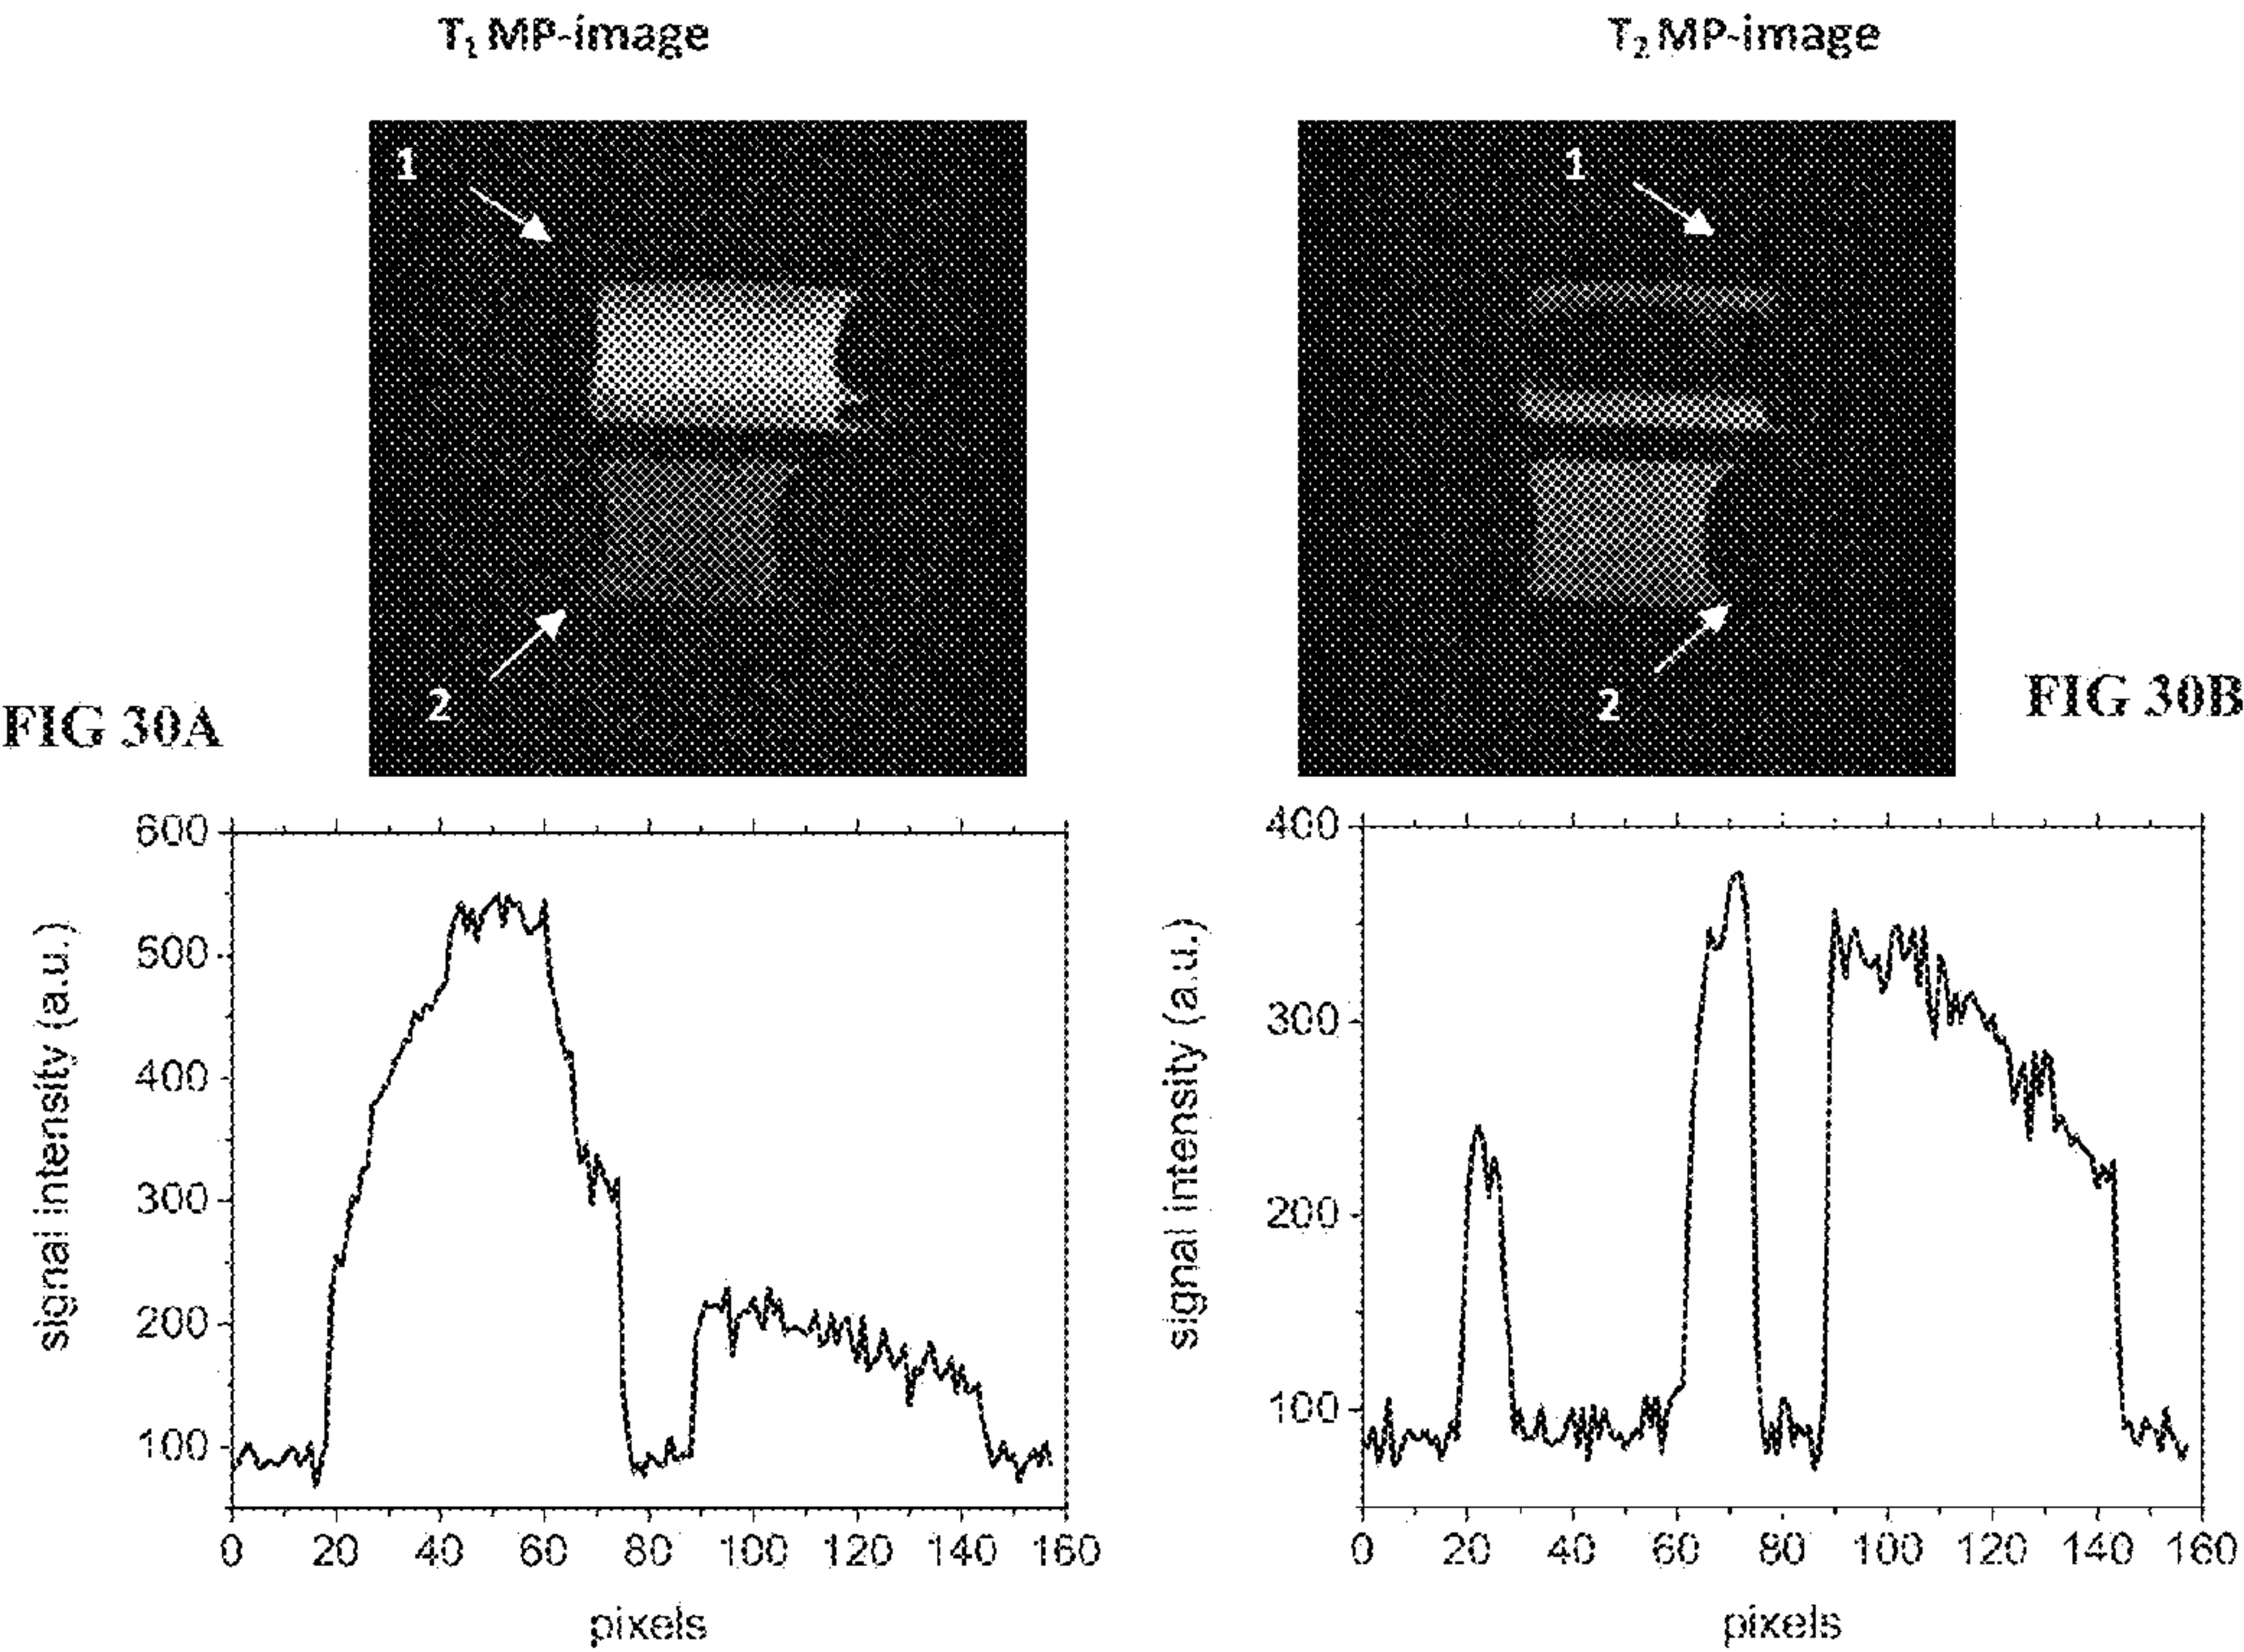 T₁ MP-image
T₂ MP-image
1
2
1
2
FIG 30A
FIG 30B
600
500
400
300
200
100
signal intensity (a.u.)
0 20 40 60 80 100 120 140 160
pixels
400
300
200
100
signal intensity (a.u.)
0 20 40 60 80 100 120 140 160
pixels